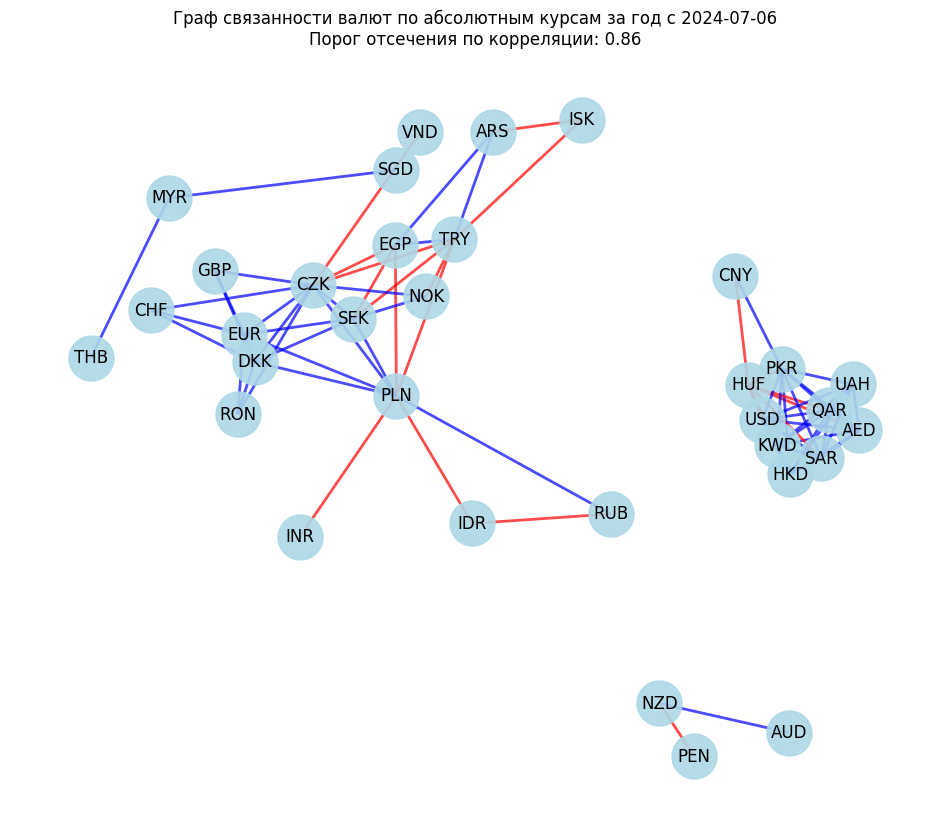 Граф связанности валют по абсолютным курсам за год с 2024-07-06
Порог отсечения по корреляции: 0.86
ISK
VND
ARS
SGD
MYR
TRY
EGP
GBP
CNY
CZK
NOK
CHF
SEK
EUR
THB
DKK
PKR
HUF
UAH
PLN
QAR
RON
USD
AED
KWD
SAR
HKD
RUB
IDR
INR
NZD
AUD
PEN